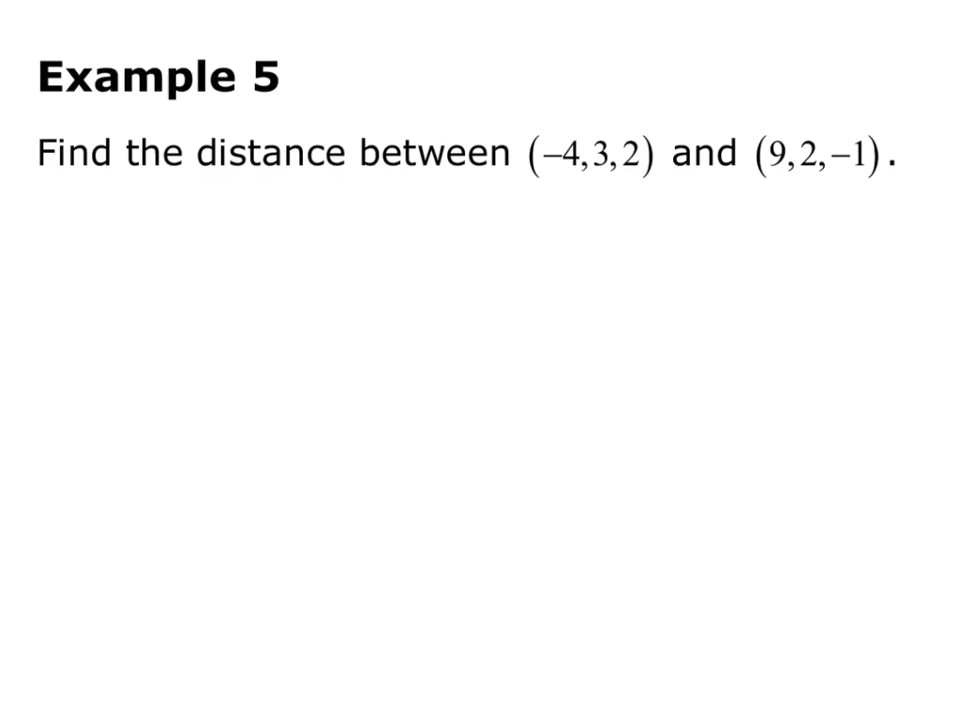 Example 5
Find the distance between (−4,3,2) and (9,2,−1).